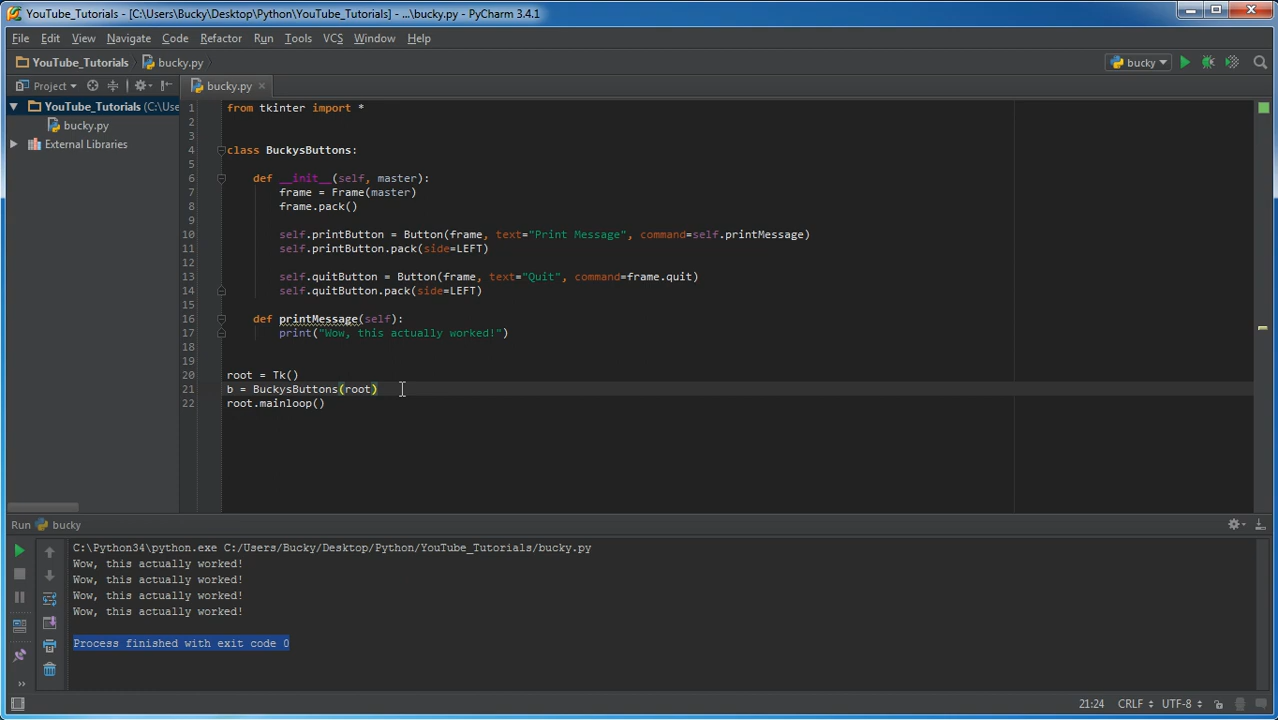 YouTube_Tutorials - [C:\Users\Bucky\Desktop\Python\YouTube_Tutorials] - ...\bucky.py - PyCharm 3.4.1
File Edit View Navigate Code Refactor Run Tools VCS Window Help
YouTube_Tutorials bucky.py bucky
Project bucky.py
YouTube_Tutorials (C:\Use
bucky.py
External Libraries
1 from tkinter import *
2
3
4 class BuckysButtons:
5
6 def __init__(self, master):
7 frame = Frame(master)
8 frame.pack()
9
10 self.printButton = Button(frame, text="Print Message", command=self.printMessage)
11 self.printButton.pack(side=LEFT)
12
13 self.quitButton = Button(frame, text="Quit", command=frame.quit)
14 self.quitButton.pack(side=LEFT)
15
16 def printMessage(self):
17 print("Wow, this actually worked!")
18
19
20 root = Tk()
21 b = BuckysButtons(root)
22 root.mainloop()
Run bucky
C:\Python34\python.exe C:/Users/Bucky/Desktop/Python/YouTube_Tutorials/bucky.py
Wow, this actually worked!
Wow, this actually worked!
Wow, this actually worked!
Wow, this actually worked!
Process finished with exit code 0
21:24 CRLF UTF-8